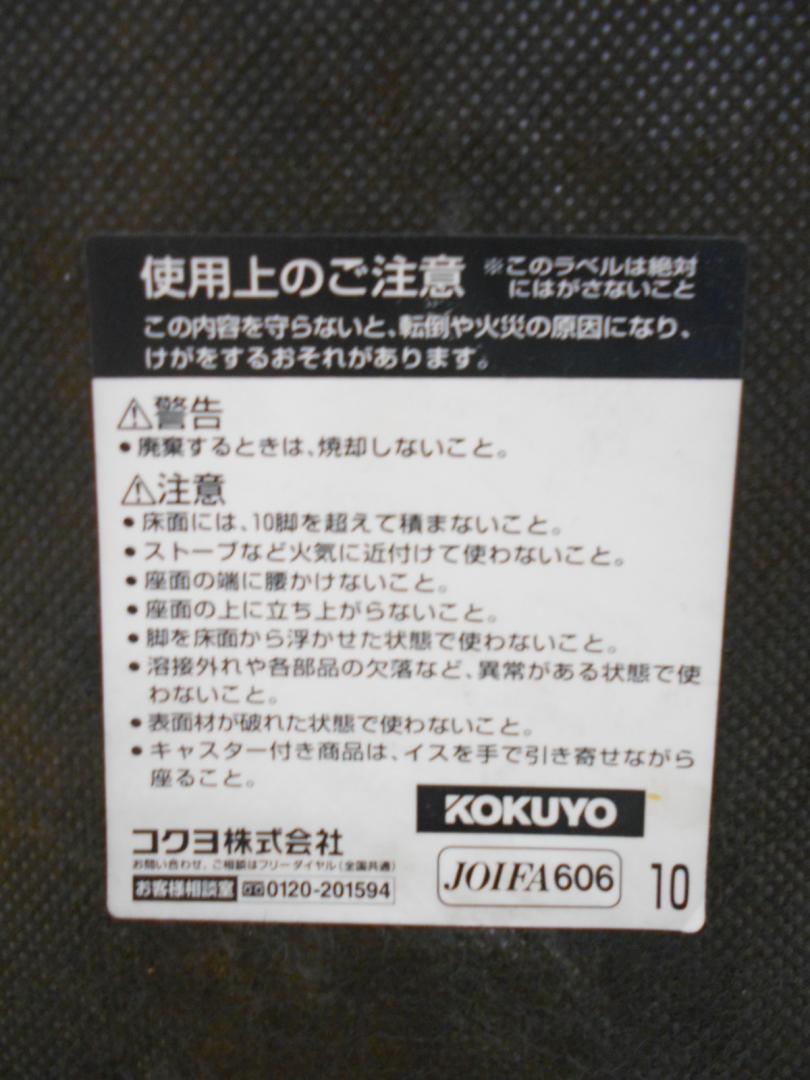 使用上のご注意
※このラベルは絶対
にはがさないこと
この内容を守らないと、転倒や火災の原因になり、
けがをするおそれがあります。
⚠警告
●廃棄するときは、焼却しないこと。
⚠注意
●床面には、10脚を超えて積まないこと。
●ストーブなど火気に近付けて使わないこと。
●座面の端に腰かけないこと。
●座面の上に立ち上がらないこと。
●脚を床面から浮かせた状態で使わないこと。
●溶接外れや各部品の欠落など、異常がある状態で使
わないこと。
●表面材が破れた状態で使わないこと。
●キャスター付き商品は、イスを手で引き寄せながら
座ること。
KOKUYO
コクヨ株式会社
お問い合わせ、ご相談はフリーダイヤル(全国共通)
お客様相談室 0120-201594
JOIFA606
10